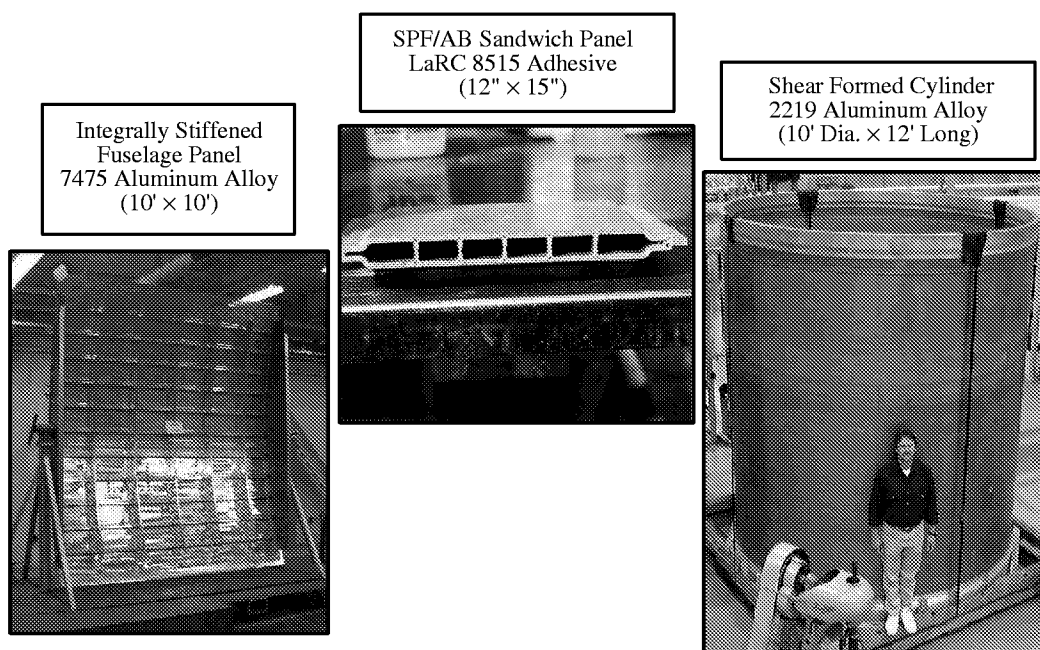 Integrally Stiffened
Fuselage Panel
7475 Aluminum Alloy
(10' × 10')
SPF/AB Sandwich Panel
LaRC 8515 Adhesive
(12" × 15")
Shear Formed Cylinder
2219 Aluminum Alloy
(10' Dia. × 12' Long)